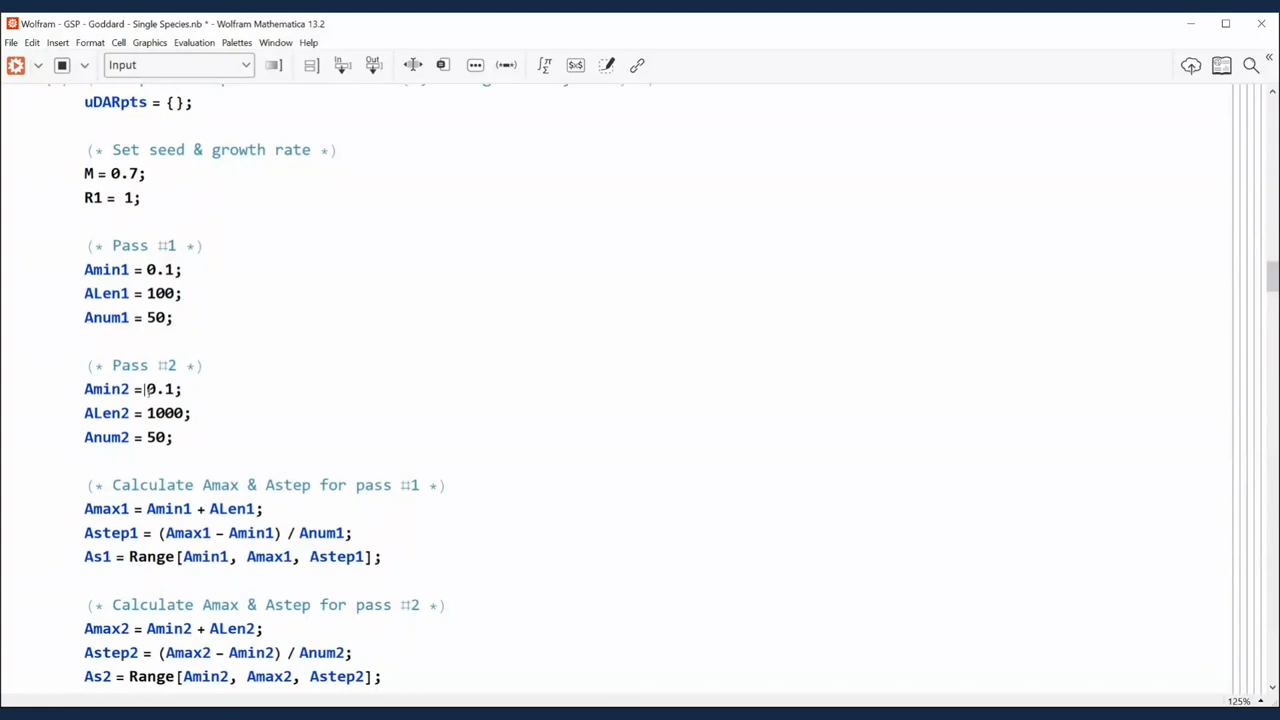 Wolfram - GSP - Goddard - Single Species.nb * - Wolfram Mathematica 13.2
File Edit Insert Format Cell Graphics Evaluation Palettes Window Help
Input
uDARpts = {};
(* Set seed & growth rate *)
M = 0.7;
R1 = 1;
(* Pass #1 *)
Amin1 = 0.1;
ALen1 = 100;
Anum1 = 50;
(* Pass #2 *)
Amin2 = 0.1;
ALen2 = 1000;
Anum2 = 50;
(* Calculate Amax & Astep for pass #1 *)
Amax1 = Amin1 + ALen1;
Astep1 = (Amax1 - Amin1) / Anum1;
As1 = Range[Amin1, Amax1, Astep1];
(* Calculate Amax & Astep for pass #2 *)
Amax2 = Amin2 + ALen2;
Astep2 = (Amax2 - Amin2) / Anum2;
As2 = Range[Amin2, Amax2, Astep2];
125%